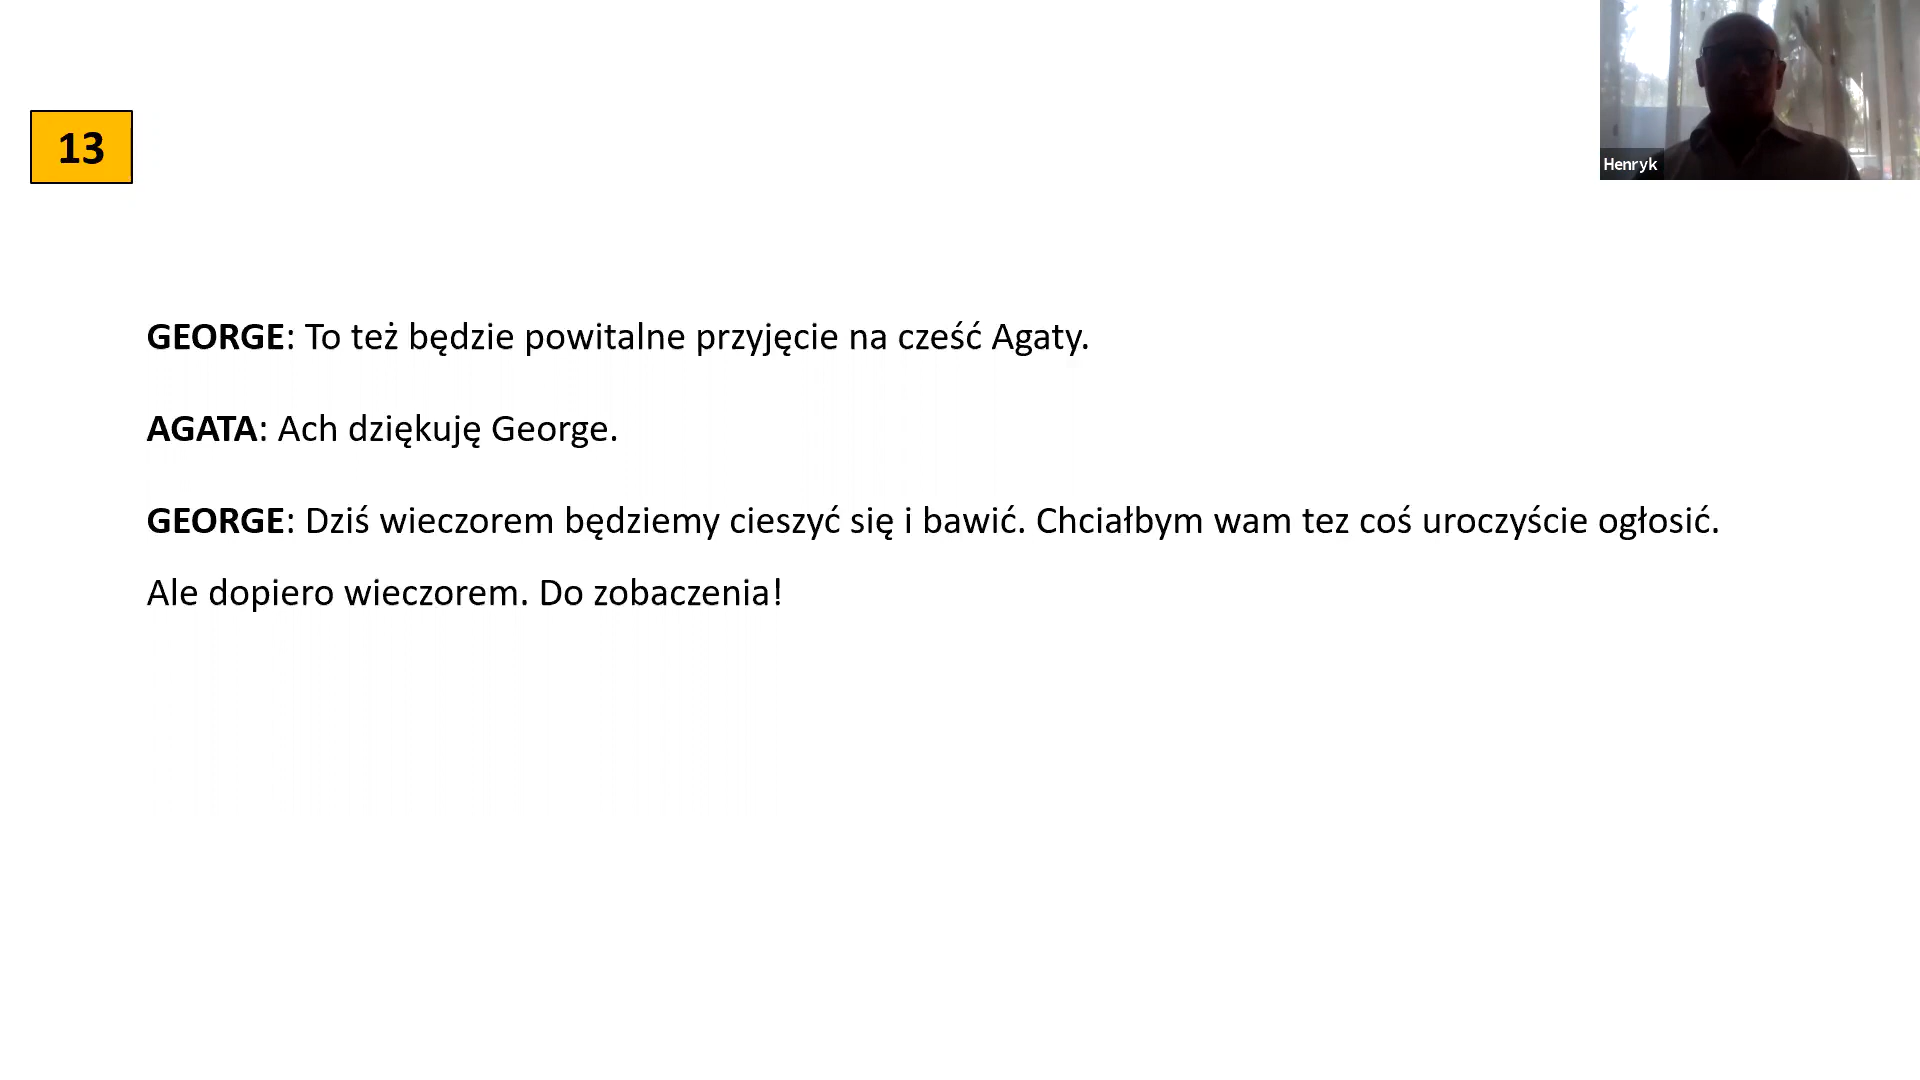 Henryk
13
GEORGE: To też będzie powitalne przyjęcie na cześć Agaty.
AGATA: Ach dziękuję George.
GEORGE: Dziś wieczorem będziemy cieszyć się i bawić. Chciałbym wam tez coś uroczyście ogłosić.
Ale dopiero wieczorem. Do zobaczenia!